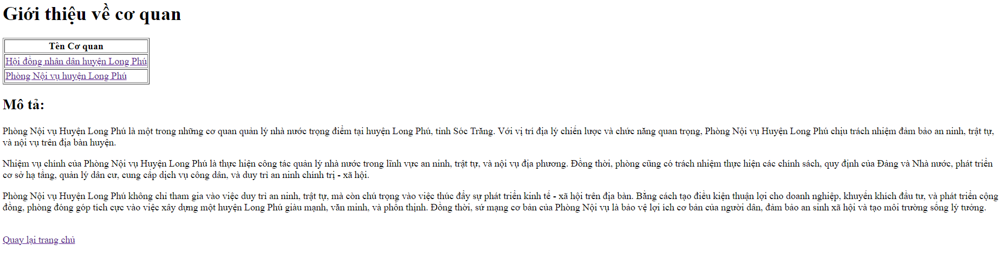 Giới thiệu về cơ quan
Tên Cơ quan
Hội đồng nhân dân huyện Long Phú
Phòng Nội vụ huyện Long Phú
Mô tả:
Phòng Nội vụ Huyện Long Phú là một trong những cơ quan quản lý nhà nước trọng điểm tại huyện Long Phú, tỉnh Sóc Trăng. Với vị trí địa lý chiến lược và chức năng quan trọng, Phòng Nội vụ Huyện Long Phú chịu trách nhiệm đảm bảo an ninh, trật tự,
và nội vụ trên địa bàn huyện.
Nhiệm vụ chính của Phòng Nội vụ Huyện Long Phú là thực hiện công tác quản lý nhà nước trong lĩnh vực an ninh, trật tự, và nội vụ địa phương. Đồng thời, phòng cũng có trách nhiệm thực hiện các chính sách, quy định của Đảng và Nhà nước, phát triển
cơ sở hạ tầng, quản lý dân cư, cung cấp dịch vụ công dân, và duy trì an ninh chính trị - xã hội.
Phòng Nội vụ Huyện Long Phú không chỉ tham gia vào việc duy trì an ninh, trật tự, mà còn chú trọng vào việc thúc đẩy sự phát triển kinh tế - xã hội trên địa bàn. Bằng cách tạo điều kiện thuận lợi cho doanh nghiệp, khuyến khích đầu tư, và phát triển cộng
đồng, phòng đóng góp tích cực vào việc xây dựng một huyện Long Phú giàu mạnh, văn minh, và phồn thịnh. Đồng thời, sứ mạng cơ bản của Phòng Nội vụ là bảo vệ lợi ích cơ bản của người dân, đảm bảo an sinh xã hội và tạo môi trường sống lý tưởng.
Quay lại trang chủ